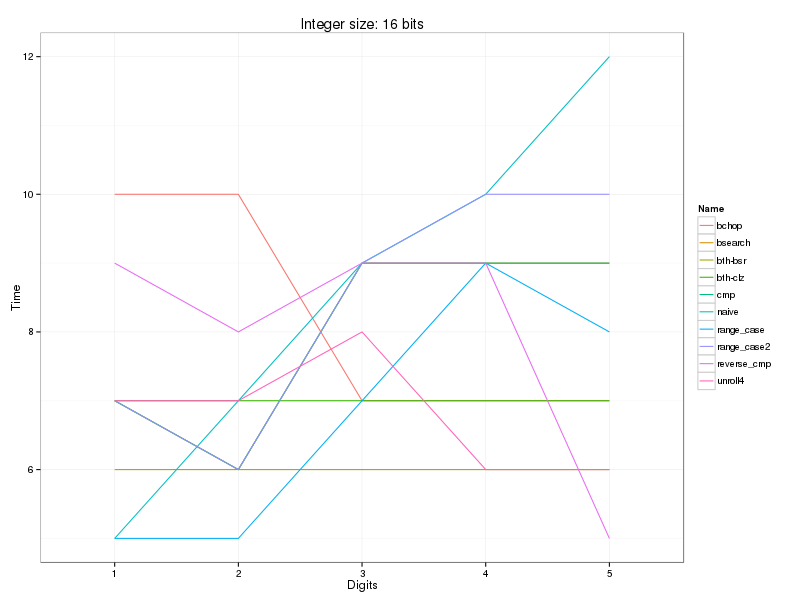 Integer size: 16 bits
12
10
8
6
Time
1 2 3 4 5
Digits
Name
bchop
bsearch
bth-bsr
bth-clz
cmp
naive
range_case
range_case2
reverse_cmp
unroll4